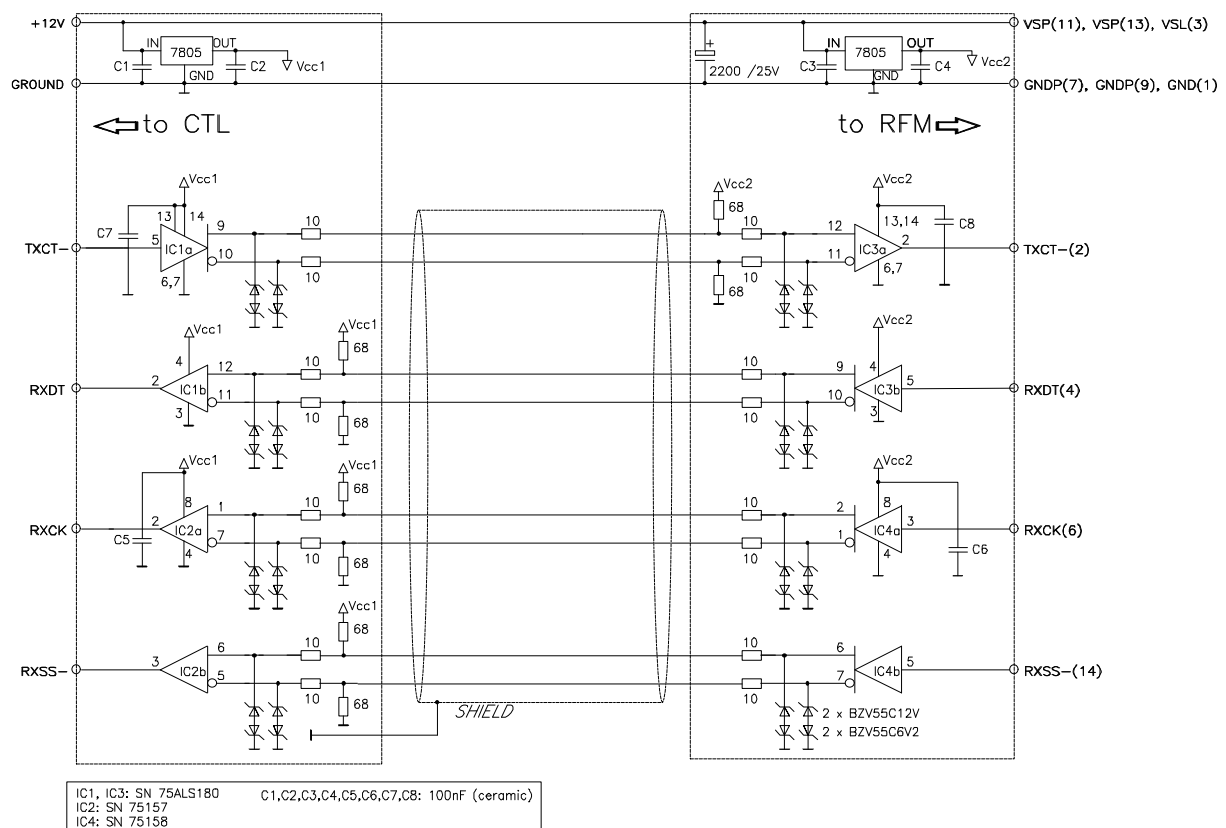 +12V
VSP(11), VSP(13), VSL(3)
IN 7805 OUT
C1 C2 Vcc1
GND
2200 /25V
+
IN 7805 OUT
C3 C4 Vcc2
GND
GROUND
GNDP(7), GNDP(9), GND(1)
to CTL
to RFM
Vcc1
Vcc2
Vcc2
13 14
68
13,14
C7
9
10
10
12
C8
TXCT-
5 IC1a
10
IC3a 2
TXCT-(2)
11
6,7
10
10
68
6,7
Vcc1
Vcc1
Vcc2
4
68
12
10
10
9
4
RXDT
2 IC1b
IC3b 5
RXDT(4)
11
10
3
10
10
3
68
Vcc1
Vcc1
Vcc2
8
68
1
10
10
2
8
RXCK
2 IC2a
IC4a 3
RXCK(6)
C5
7
1
C6
4
10
10
4
68
Vcc1
68
6
10
10
6
RXSS-
3 IC2b
IC4b 5
RXSS-(14)
5
7
10
10
68
SHIELD
2 x BZV55C12V
2 x BZV55C6V2
IC1, IC3: SN 75ALS180 C1,C2,C3,C4,C5,C6,C7,C8: 100nF (ceramic)
IC2: SN 75157
IC4: SN 75158